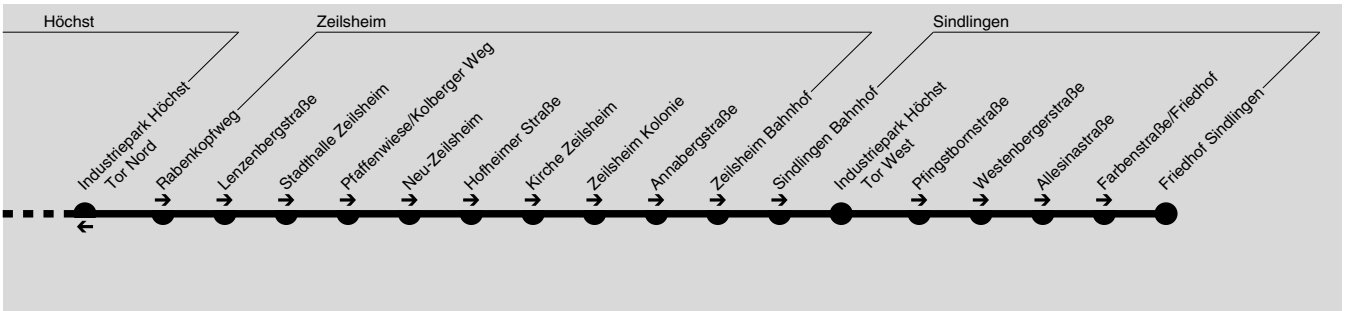 Höchst
Zeilsheim
Sindlingen
Industriepark Höchst
Tor Nord
Rabenkopfweg
Lenzenbergstraße
Stadthalle Zeilsheim
Pfaffenwiese/Kolberger Weg
Neu-Zeilsheim
Hofheimer Straße
Kirche Zeilsheim
Zeilsheim Kolonie
Annabergstraße
Zeilsheim Bahnhof
Sindlingen Bahnhof
Industriepark Höchst
Tor West
Pfingstbornstraße
Westenbergerstraße
Allesinastraße
Farbenstraße/Friedhof
Friedhof Sindlingen